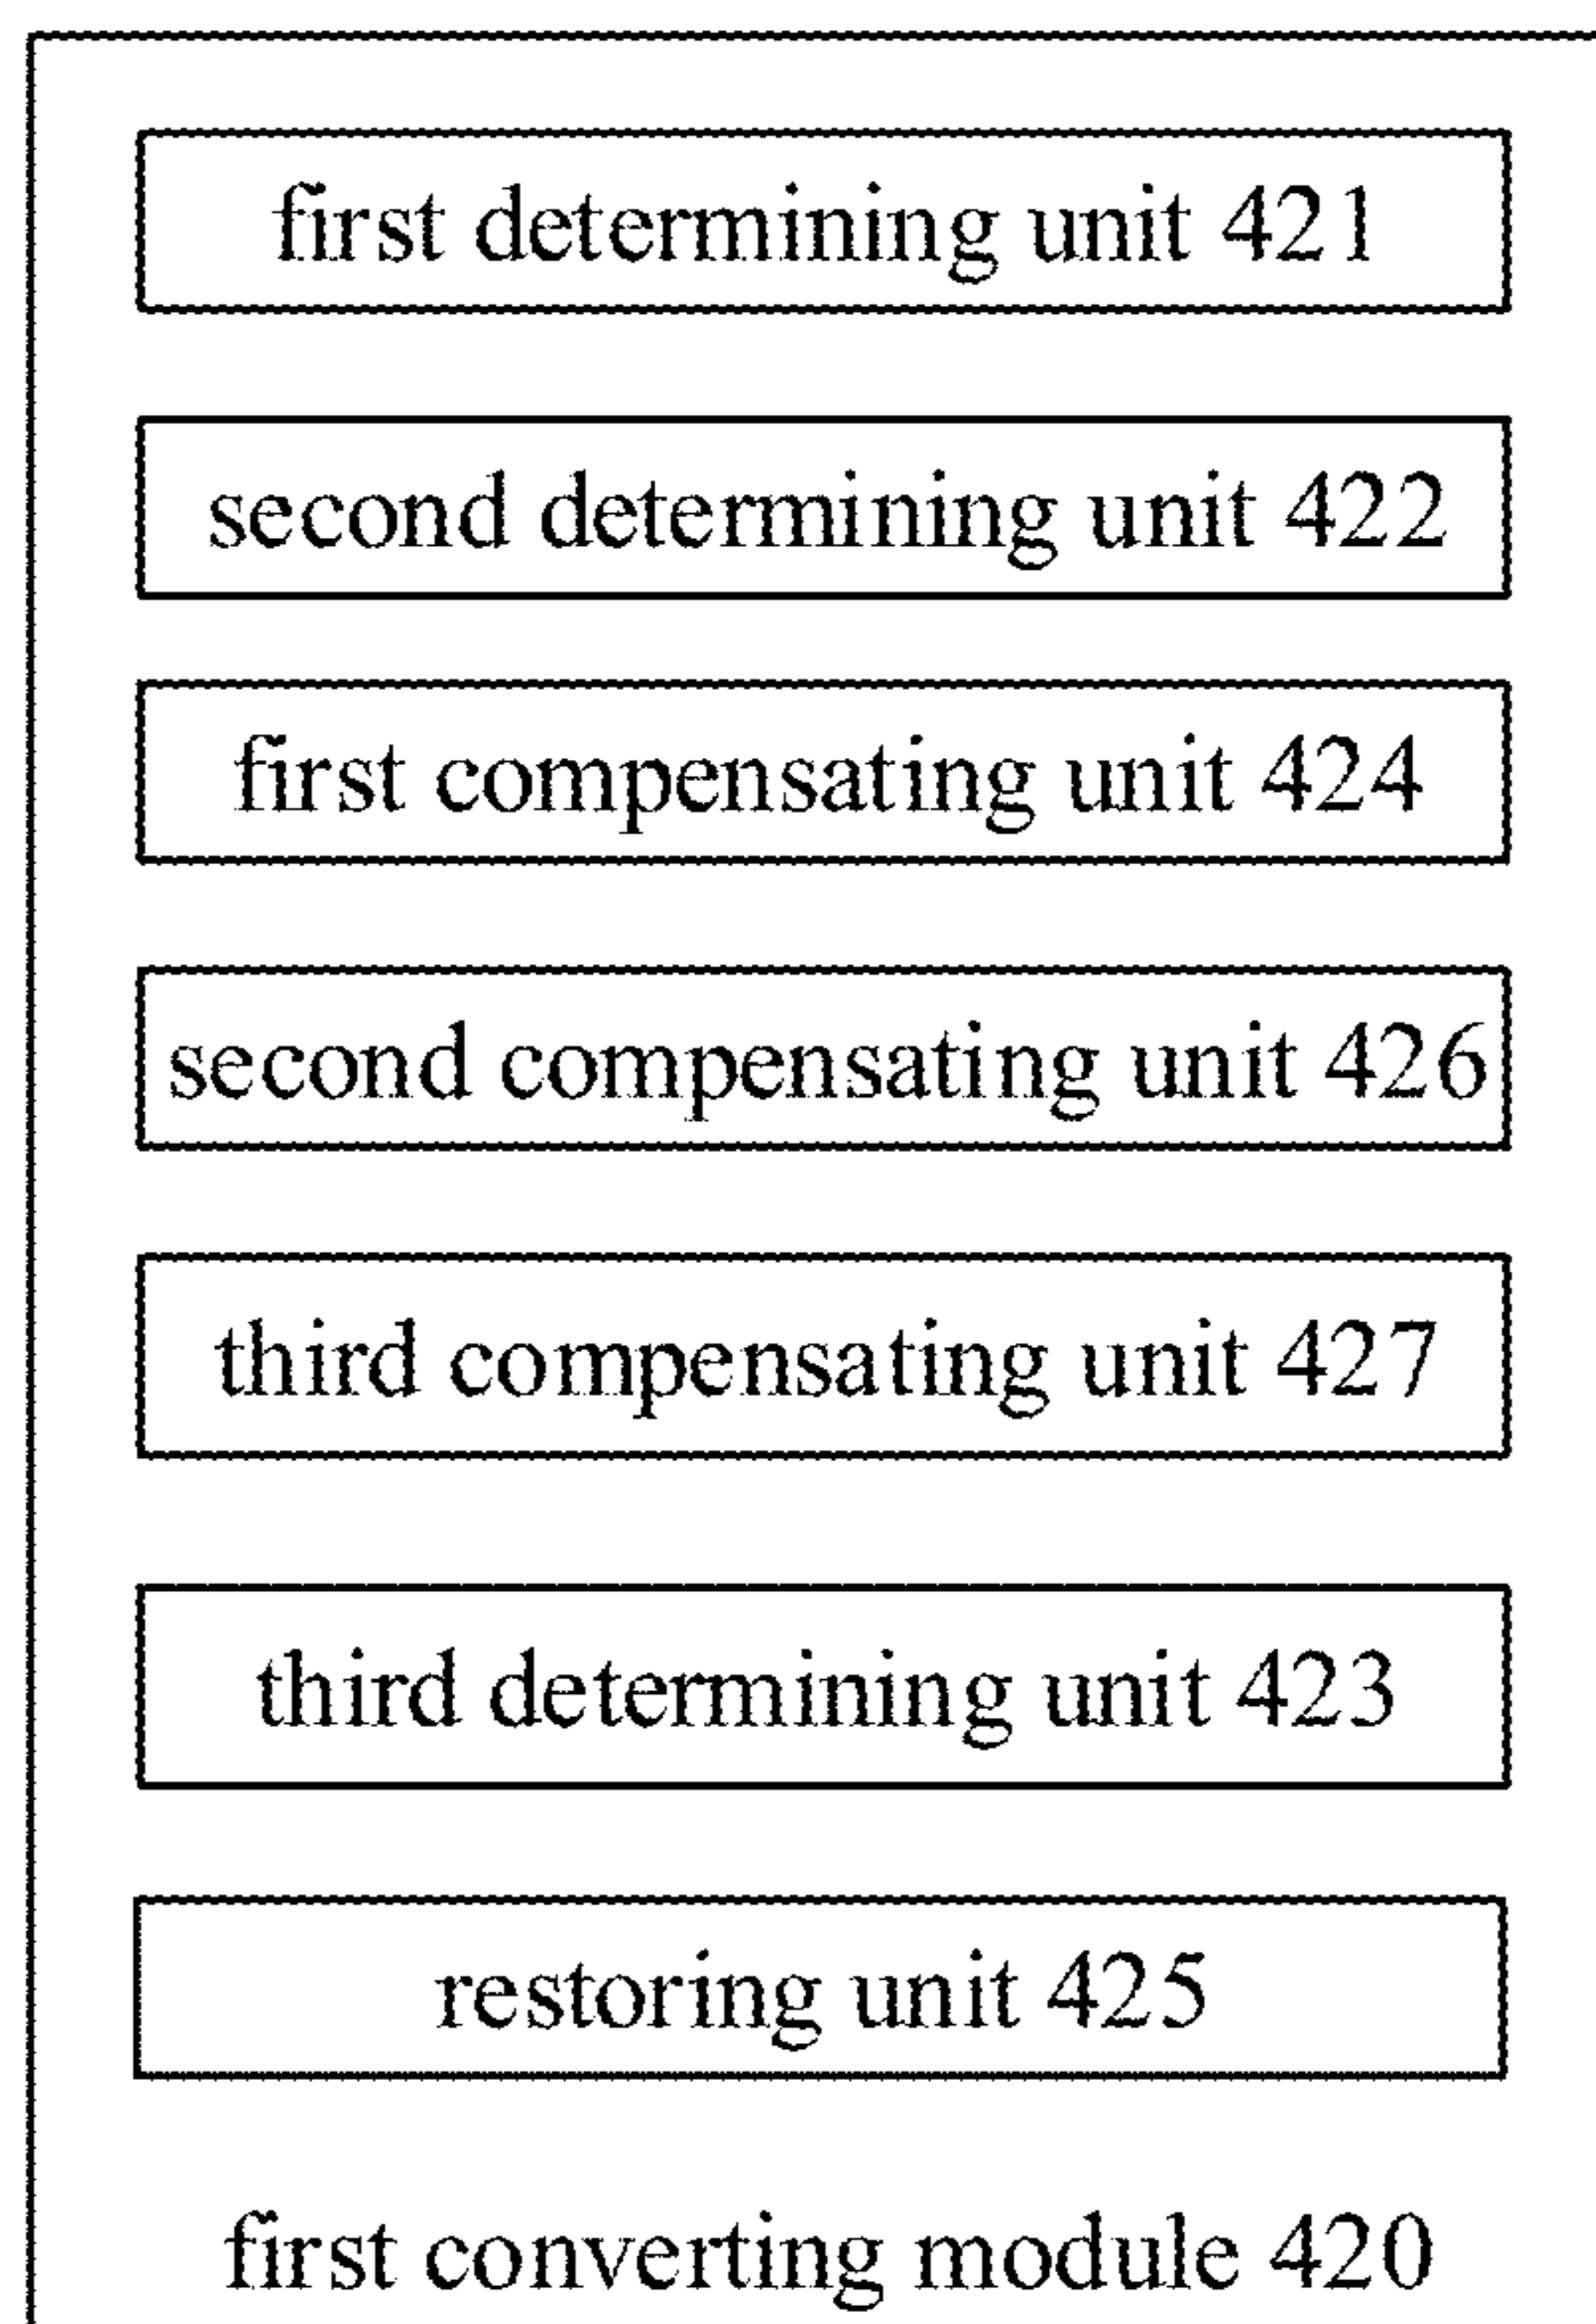 first determining unit 421
second determining unit 422
first compensating unit 424
second compensating unit 426
third compensating unit 427
third determining unit 423
restoring unit 425
first converting module 420